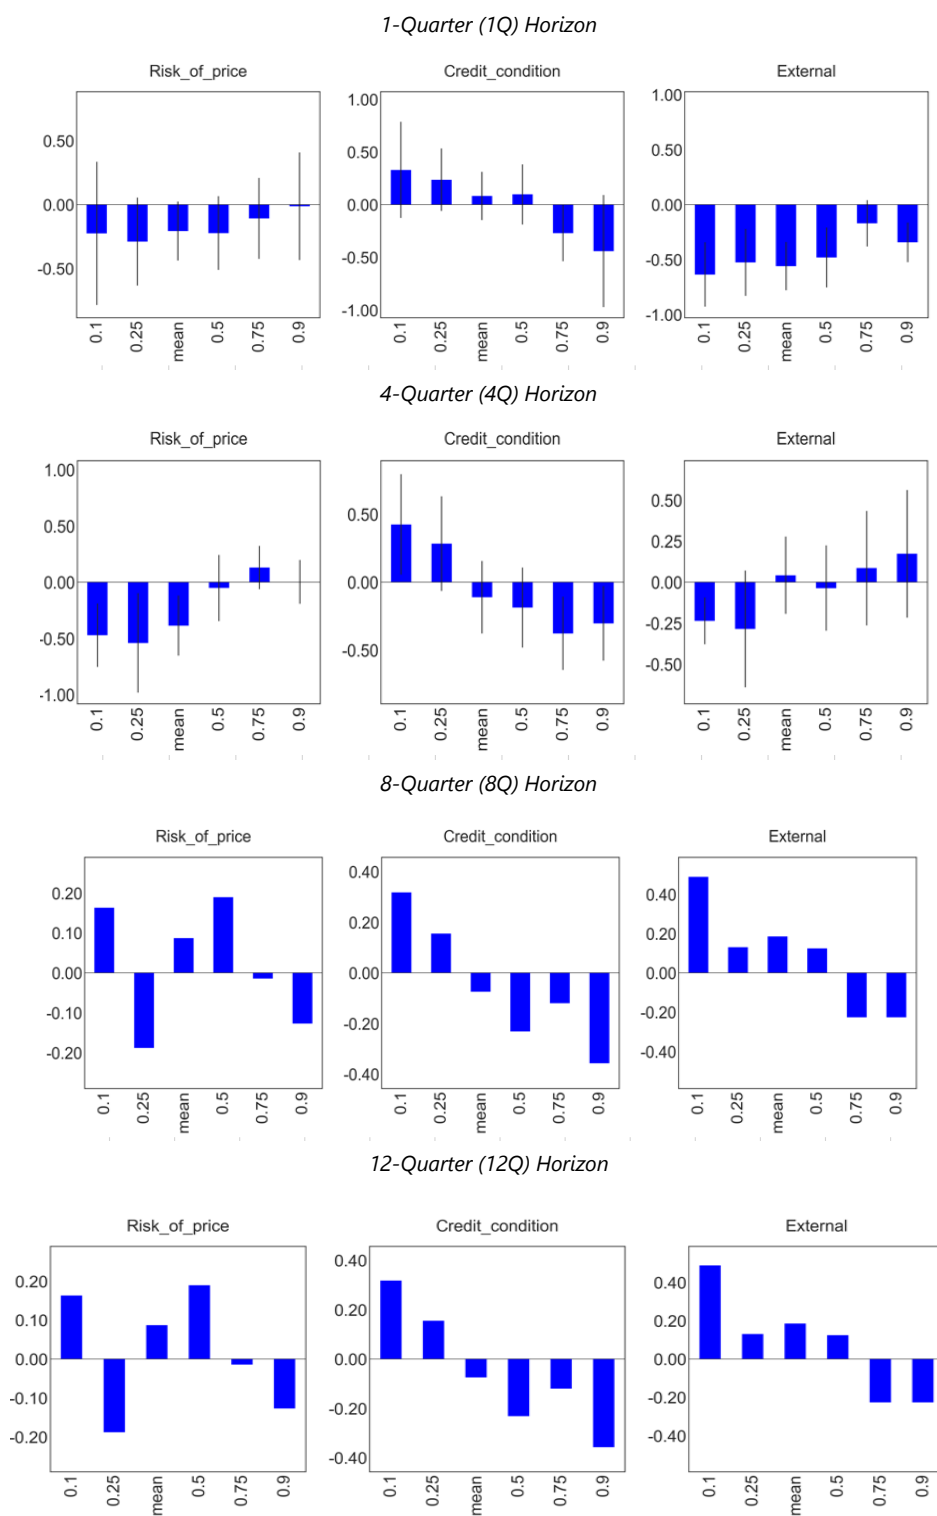 1-Quarter (1Q) Horizon
Risk_of_price Credit_condition External
0.50
0.00
-0.50
0.1 0.25 mean 0.5 0.75 0.9
1.00
0.50
0.00
-0.50
-1.00
0.1 0.25 mean 0.5 0.75 0.9
1.00
0.50
0.00
-0.50
-1.00
0.1 0.25 mean 0.5 0.75 0.9
4-Quarter (4Q) Horizon
Risk_of_price Credit_condition External
1.00
0.50
0.00
-0.50
-1.00
0.1 0.25 mean 0.5 0.75 0.9
0.50
0.00
-0.50
0.1 0.25 mean 0.5 0.75 0.9
0.50
0.25
0.00
-0.25
-0.50
0.1 0.25 mean 0.5 0.75 0.9
8-Quarter (8Q) Horizon
Risk_of_price Credit_condition External
0.20
0.10
0.00
-0.10
-0.20
0.1 0.25 mean 0.5 0.75 0.9
0.40
0.20
0.00
-0.20
-0.40
0.1 0.25 mean 0.5 0.75 0.9
0.40
0.20
0.00
-0.20
-0.40
0.1 0.25 mean 0.5 0.75 0.9
12-Quarter (12Q) Horizon
Risk_of_price Credit_condition External
0.20
0.10
0.00
-0.10
-0.20
0.1 0.25 mean 0.5 0.75 0.9
0.40
0.20
0.00
-0.20
-0.40
0.1 0.25 mean 0.5 0.75 0.9
0.40
0.20
0.00
-0.20
-0.40
0.1 0.25 mean 0.5 0.75 0.9